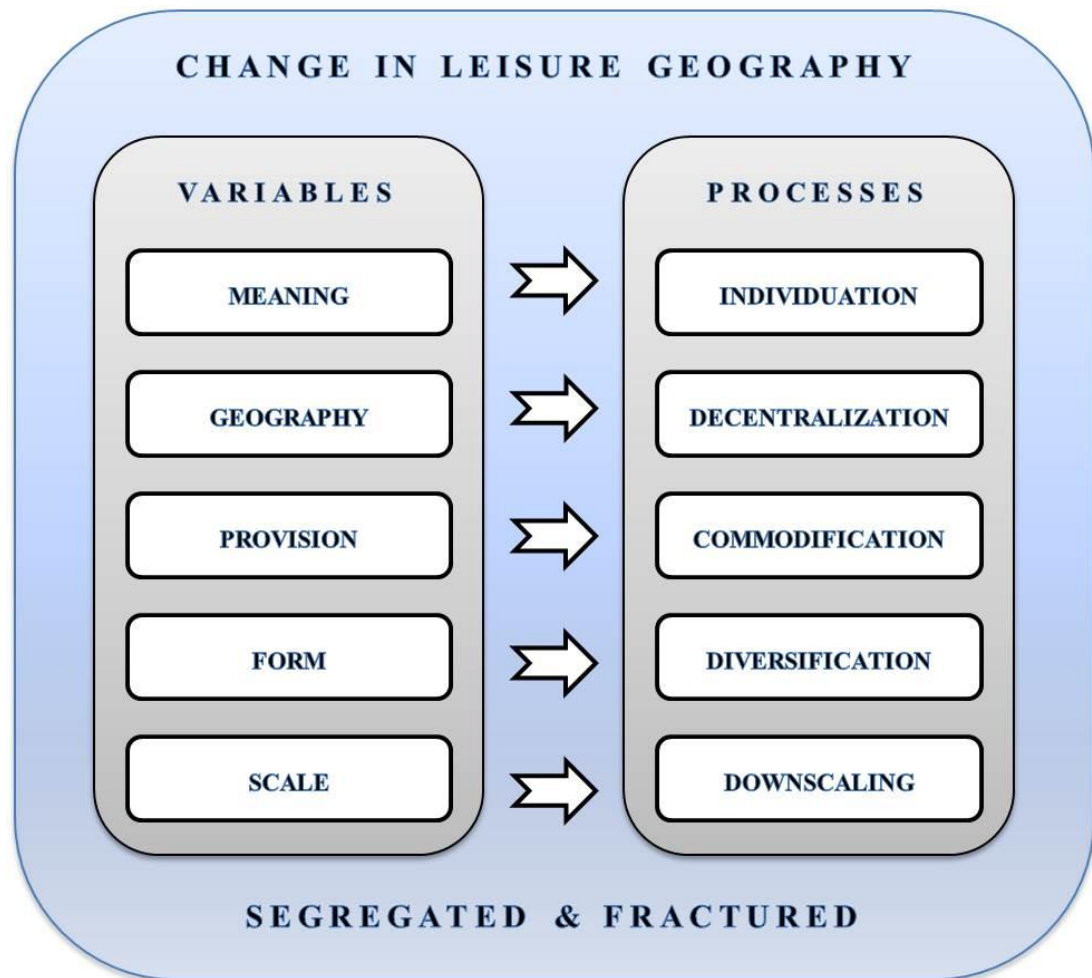 CHANGE IN LEISURE GEOGRAPHY
VARIABLES
PROCESSES
MEANING
INDIVIDUATION
GEOGRAPHY
DECENTRALIZATION
PROVISION
COMMODIFICATION
FORM
DIVERSIFICATION
SCALE
DOWNSCALING
SEGREGATED & FRACTURED